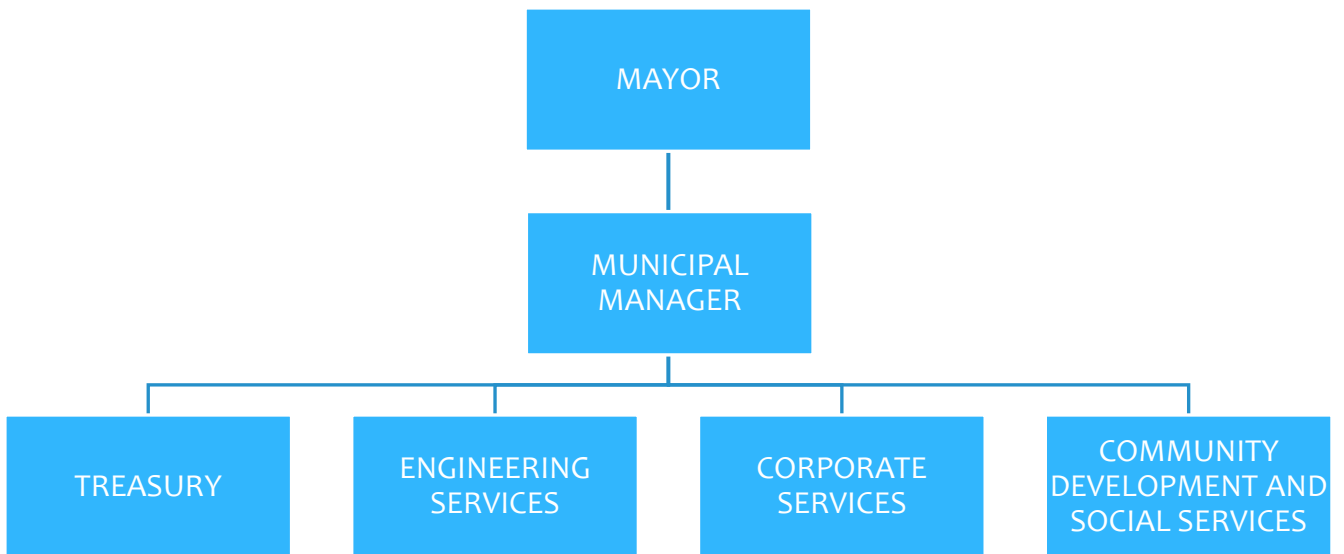 MAYOR
MUNICIPAL
MANAGER
TREASURY
ENGINEERING
SERVICES
CORPORATE
SERVICES
COMMUNITY
DEVELOPMENT AND
SOCIAL SERVICES